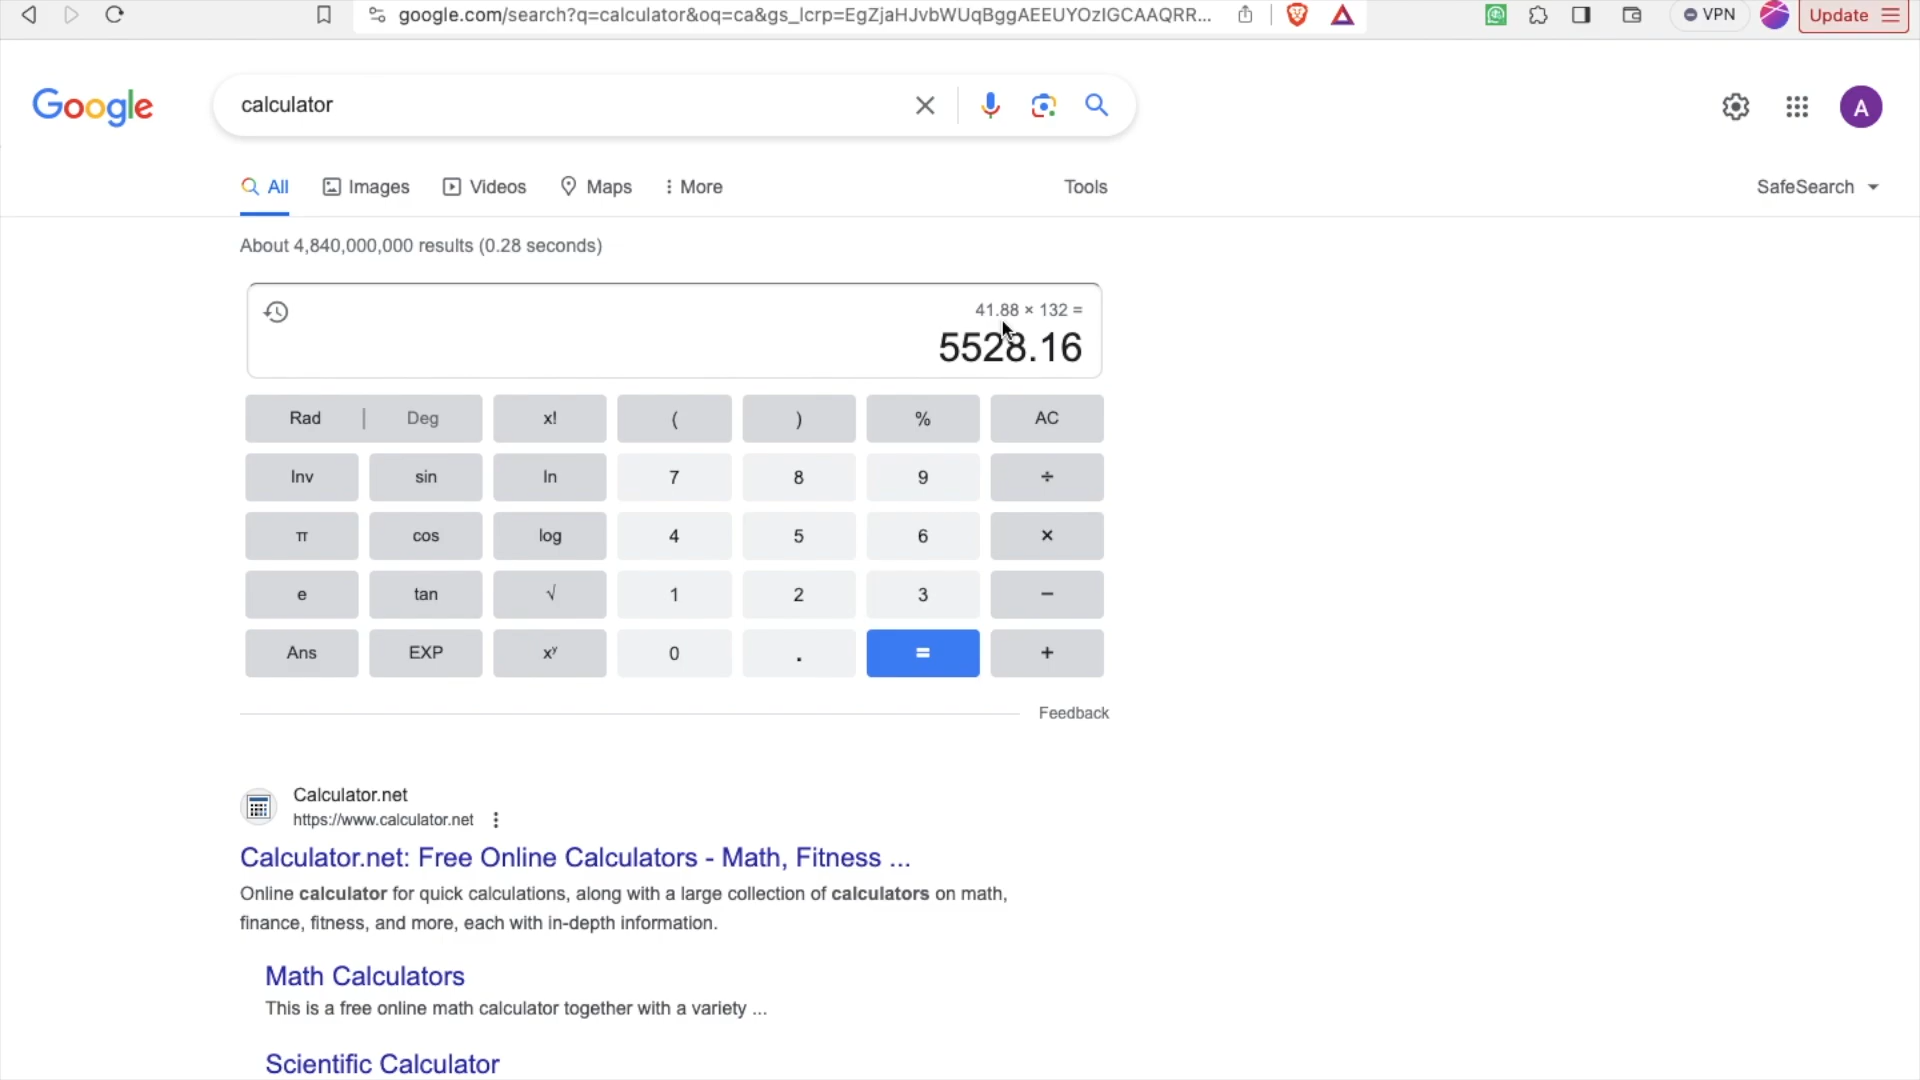 google.com/search?q=calculator&oq=ca&gs_lcrp=EgZjaHJvbWUqBggAEEUYOzIGCAAQRR...
VPN
Update
Google
calculator
A
All
Images
Videos
Maps
More
Tools
SafeSearch
About 4,840,000,000 results (0.28 seconds)
41.88 × 132 =
5528.16
Rad | Deg x! ( ) % AC
Inv sin ln 7 8 9 ÷
π cos log 4 5 6 ×
e tan √ 1 2 3 −
Ans EXP xʸ 0 . = +
Feedback
Calculator.net
https://www.calculator.net
Calculator.net: Free Online Calculators - Math, Fitness ...
Online calculator for quick calculations, along with a large collection of calculators on math,
finance, fitness, and more, each with in-depth information.
Math Calculators
This is a free online math calculator together with a variety ...
Scientific Calculator